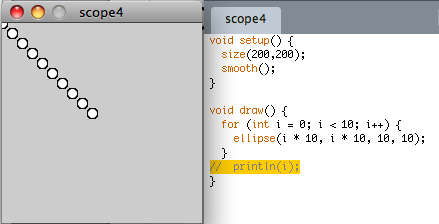 scope4
scope4
void setup() {
  size(200,200);
  smooth();
}

void draw() {
  for (int i = 0; i < 10; i++) {
    ellipse(i * 10, i * 10, 10, 10);
  }
//  println(i);
}